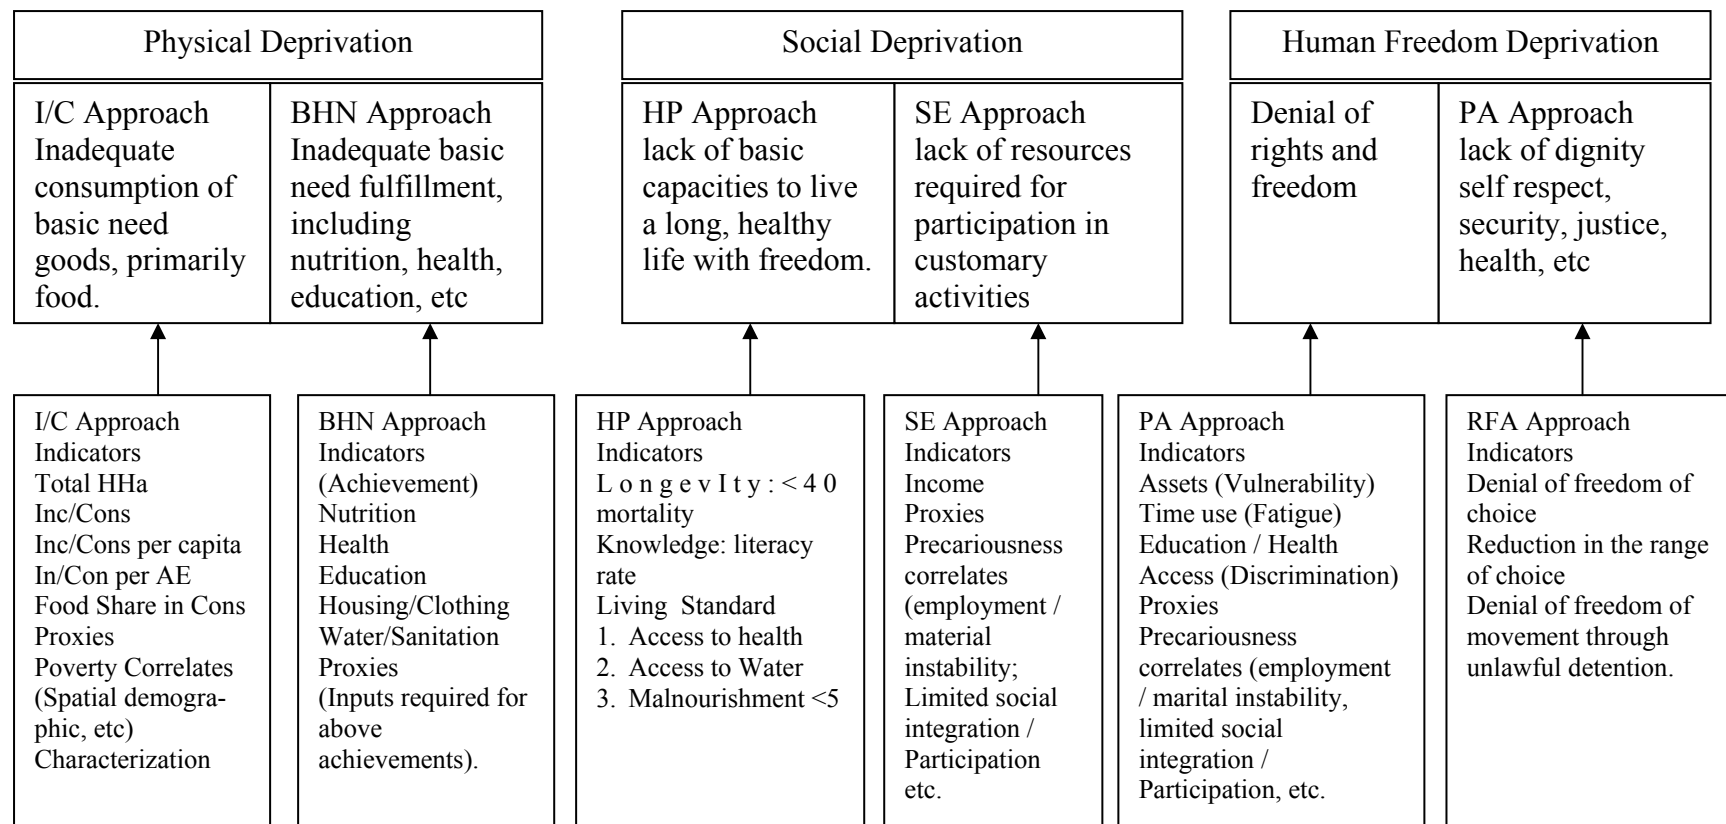 Physical Deprivation
I/C Approach
Inadequate
consumption of
basic need
goods, primarily
food.
BHN Approach
Inadequate basic
need fulfillment,
including
nutrition, health,
education, etc
Social Deprivation
HP Approach
lack of basic
capacities to live
a long, healthy
life with freedom.
SE Approach
lack of resources
required for
participation in
customary
activities
Human Freedom Deprivation
Denial of
rights and
freedom
PA Approach
lack of dignity
self respect,
security, justice,
health, etc
I/C Approach
Indicators
Total HHa
Inc/Cons
Inc/Cons per capita
In/Con per AE
Food Share in Cons
Proxies
Poverty Correlates
(Spatial demogra-
phic, etc)
Characterization
BHN Approach
Indicators
(Achievement)
Nutrition
Health
Education
Housing/Clothing
Water/Sanitation
Proxies
(Inputs required for
above
achievements).
HP Approach
Indicators
L o n g e v I t y : < 4 0
mortality
Knowledge: literacy
rate
Living Standard
1. Access to health
2. Access to Water
3. Malnourishment <5
SE Approach
Indicators
Income
Proxies
Precariousness
correlates
(employment /
material
instability;
Limited social
integration /
Participation
etc.
PA Approach
Indicators
Assets (Vulnerability)
Time use (Fatigue)
Education / Health
Access (Discrimination)
Proxies
Precariousness
correlates (employment
/ marital instability,
limited social
integration /
Participation, etc.
RFA Approach
Indicators
Denial of freedom of
choice
Reduction in the range
of choice
Denial of freedom of
movement through
unlawful detention.